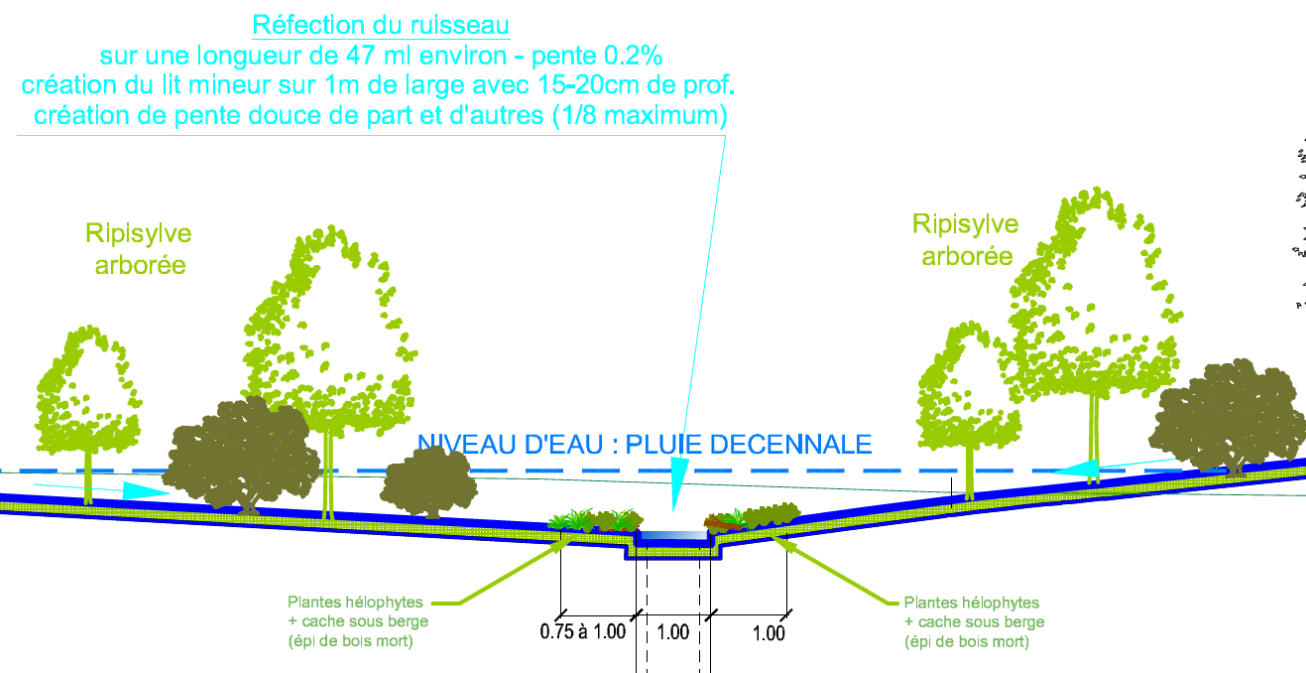 Réfection du ruisseau
sur une longueur de 47 ml environ - pente 0.2%
création du lit mineur sur 1m de large avec 15-20cm de prof.
création de pente douce de part et d'autres (1/8 maximum)
Ripisylve
arborée
Ripisylve
arborée
NIVEAU D'EAU : PLUIE DECENNALE
Plantes hélophytes
+ cache sous berge
(épi de bois mort)
0.75 à 1.00
1.00
1.00
Plantes hélophytes
+ cache sous berge
(épi de bois mort)